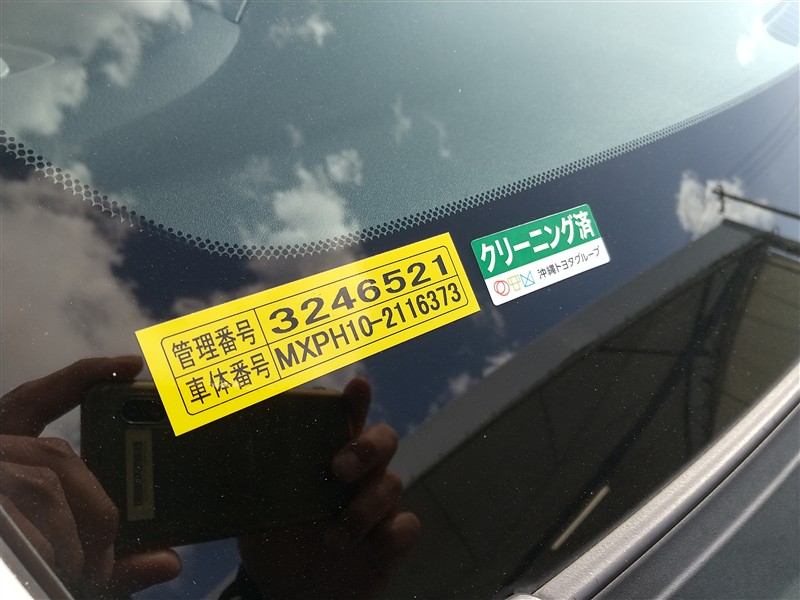 管理番号 3246521
車体番号 MXPH10-2116373
クリーニング済
沖縄トヨタグループ